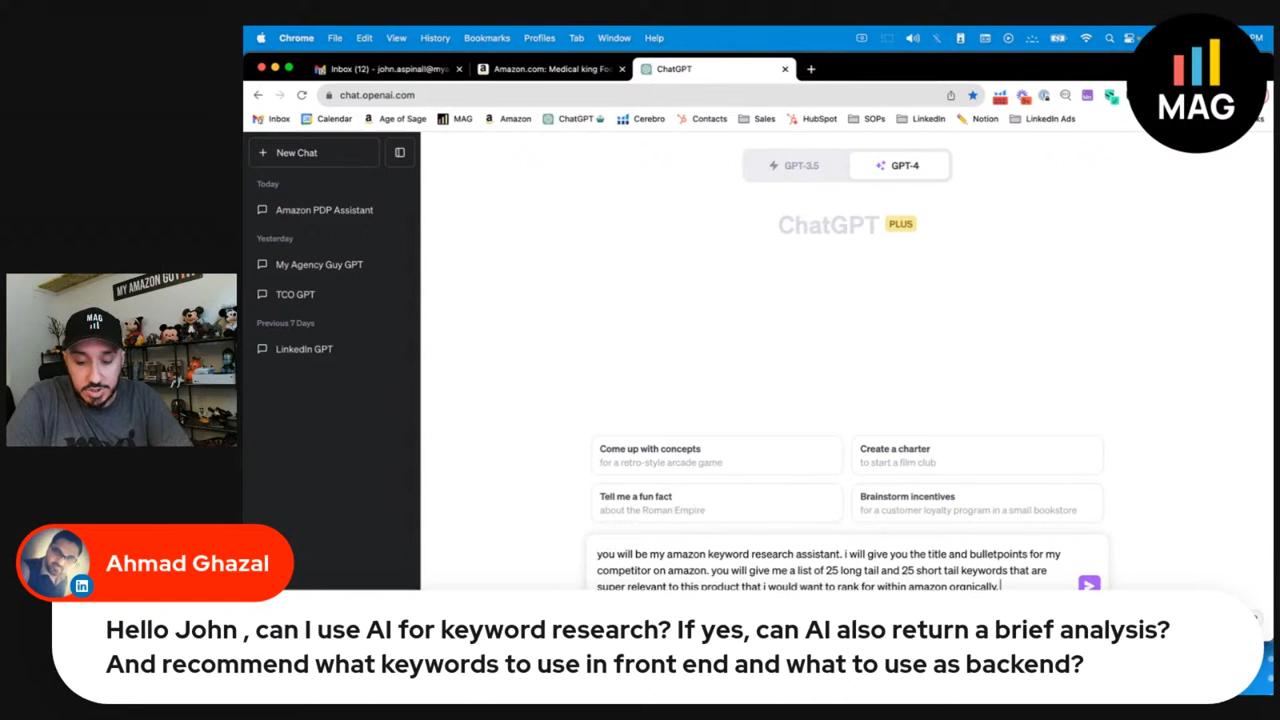 Chrome File Edit View History Bookmarks Profiles Tab Window Help
Inbox (12) - john.aspinall@mya
Amazon.com: Medical king Foo
ChatGPT
chat.openai.com
Inbox Calendar Age of Sage MAG Amazon ChatGPT Cerebro Contacts Sales HubSpot SOPs LinkedIn Notion LinkedIn Ads
MAG
New Chat
Today
Amazon PDP Assistant
Yesterday
My Agency Guy GPT
TCO GPT
Previous 7 Days
LinkedIn GPT
GPT-3.5 GPT-4
ChatGPT PLUS
Come up with concepts
for a retro-style arcade game
Create a charter
to start a film club
Tell me a fun fact
about the Roman Empire
Brainstorm incentives
for a customer loyalty program in a small bookstore
you will be my amazon keyword research assistant. i will give you the title and bulletpoints for my
competitor on amazon. you will give me a list of 25 long tail and 25 short tail keywords that are
super relevant to this product that i would want to rank for within amazon orgnically.
MY AMAZON GUY
MAG
in
Ahmad Ghazal
Hello John , can I use AI for keyword research? If yes, can AI also return a brief analysis?
And recommend what keywords to use in front end and what to use as backend?